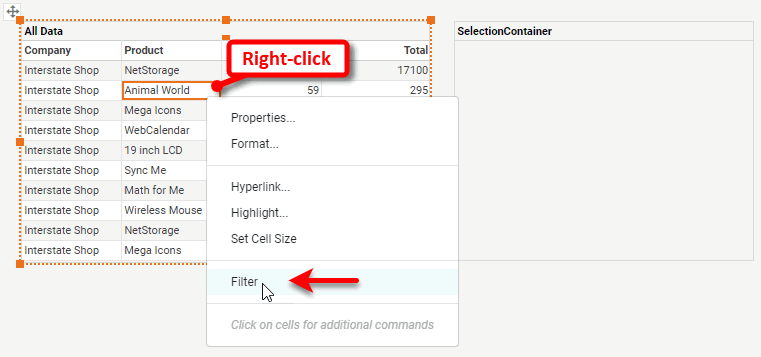 All Data
Company Product Total
Interstate Shop NetStorage 17100
Interstate Shop Animal World 59 295
Interstate Shop Mega Icons
Interstate Shop WebCalendar
Interstate Shop 19 inch LCD
Interstate Shop Sync Me
Interstate Shop Math for Me
Interstate Shop Wireless Mouse
Interstate Shop NetStorage
Interstate Shop Mega Icons
Right-click
Properties...
Format...
Hyperlink...
Highlight...
Set Cell Size
Filter
Click on cells for additional commands
SelectionContainer